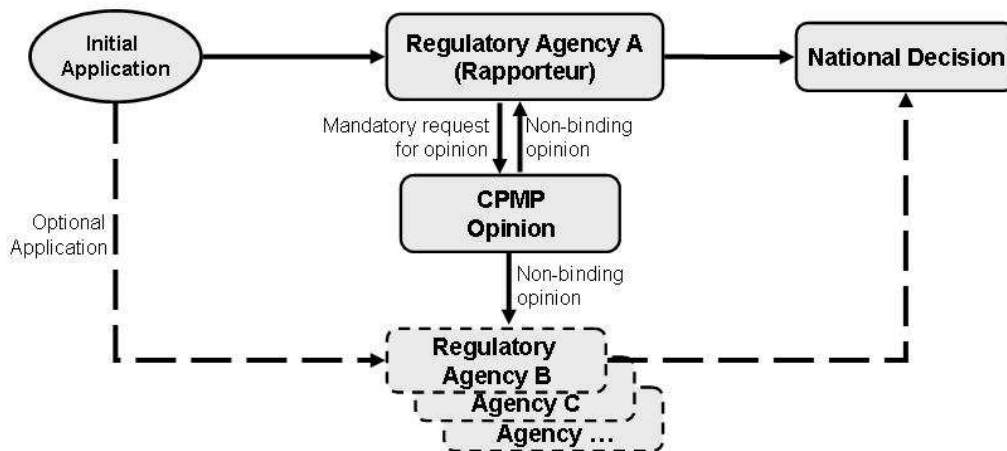 Initial
Application
Regulatory Agency A
(Rapporteur)
National Decision
Mandatory request
for opinion
Non-binding
opinion
CPMP
Opinion
Optional
Application
Non-binding
opinion
Regulatory
Agency B
Agency C
Agency ...